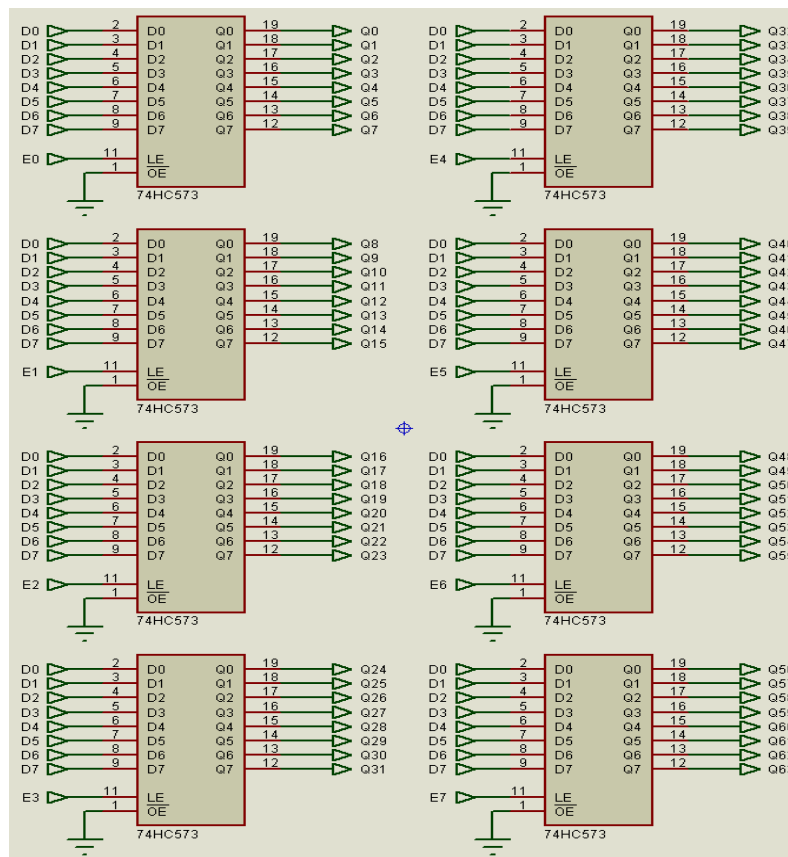 D0 2 D0 Q0 19 Q0
D1 3 D1 Q1 18 Q1
D2 4 D2 Q2 17 Q2
D3 5 D3 Q3 16 Q3
D4 6 D4 Q4 15 Q4
D5 7 D5 Q5 14 Q5
D6 8 D6 Q6 13 Q6
D7 9 D7 Q7 12 Q7
E0 11 LE
1 OE
74HC573
D0 2 D0 Q0 19
D1 3 D1 Q1 18
D2 4 D2 Q2 17
D3 5 D3 Q3 16
D4 6 D4 Q4 15
D5 7 D5 Q5 14
D6 8 D6 Q6 13
D7 9 D7 Q7 12
E4 11 LE
1 OE
74HC573
D0 2 D0 Q0 19 Q8
D1 3 D1 Q1 18 Q9
D2 4 D2 Q2 17 Q10
D3 5 D3 Q3 16 Q11
D4 6 D4 Q4 15 Q12
D5 7 D5 Q5 14 Q13
D6 8 D6 Q6 13 Q14
D7 9 D7 Q7 12 Q15
E1 11 LE
1 OE
74HC573
D0 2 D0 Q0 19
D1 3 D1 Q1 18
D2 4 D2 Q2 17
D3 5 D3 Q3 16
D4 6 D4 Q4 15
D5 7 D5 Q5 14
D6 8 D6 Q6 13
D7 9 D7 Q7 12
E5 11 LE
1 OE
74HC573
D0 2 D0 Q0 19 Q16
D1 3 D1 Q1 18 Q17
D2 4 D2 Q2 17 Q18
D3 5 D3 Q3 16 Q19
D4 6 D4 Q4 15 Q20
D5 7 D5 Q5 14 Q21
D6 8 D6 Q6 13 Q22
D7 9 D7 Q7 12 Q23
E2 11 LE
1 OE
74HC573
D0 2 D0 Q0 19
D1 3 D1 Q1 18
D2 4 D2 Q2 17
D3 5 D3 Q3 16
D4 6 D4 Q4 15
D5 7 D5 Q5 14
D6 8 D6 Q6 13
D7 9 D7 Q7 12
E6 11 LE
1 OE
74HC573
D0 2 D0 Q0 19 Q24
D1 3 D1 Q1 18 Q25
D2 4 D2 Q2 17 Q26
D3 5 D3 Q3 16 Q27
D4 6 D4 Q4 15 Q28
D5 7 D5 Q5 14 Q29
D6 8 D6 Q6 13 Q30
D7 9 D7 Q7 12 Q31
E3 11 LE
1 OE
74HC573
D0 2 D0 Q0 19
D1 3 D1 Q1 18
D2 4 D2 Q2 17
D3 5 D3 Q3 16
D4 6 D4 Q4 15
D5 7 D5 Q5 14
D6 8 D6 Q6 13
D7 9 D7 Q7 12
E7 11 LE
1 OE
74HC573